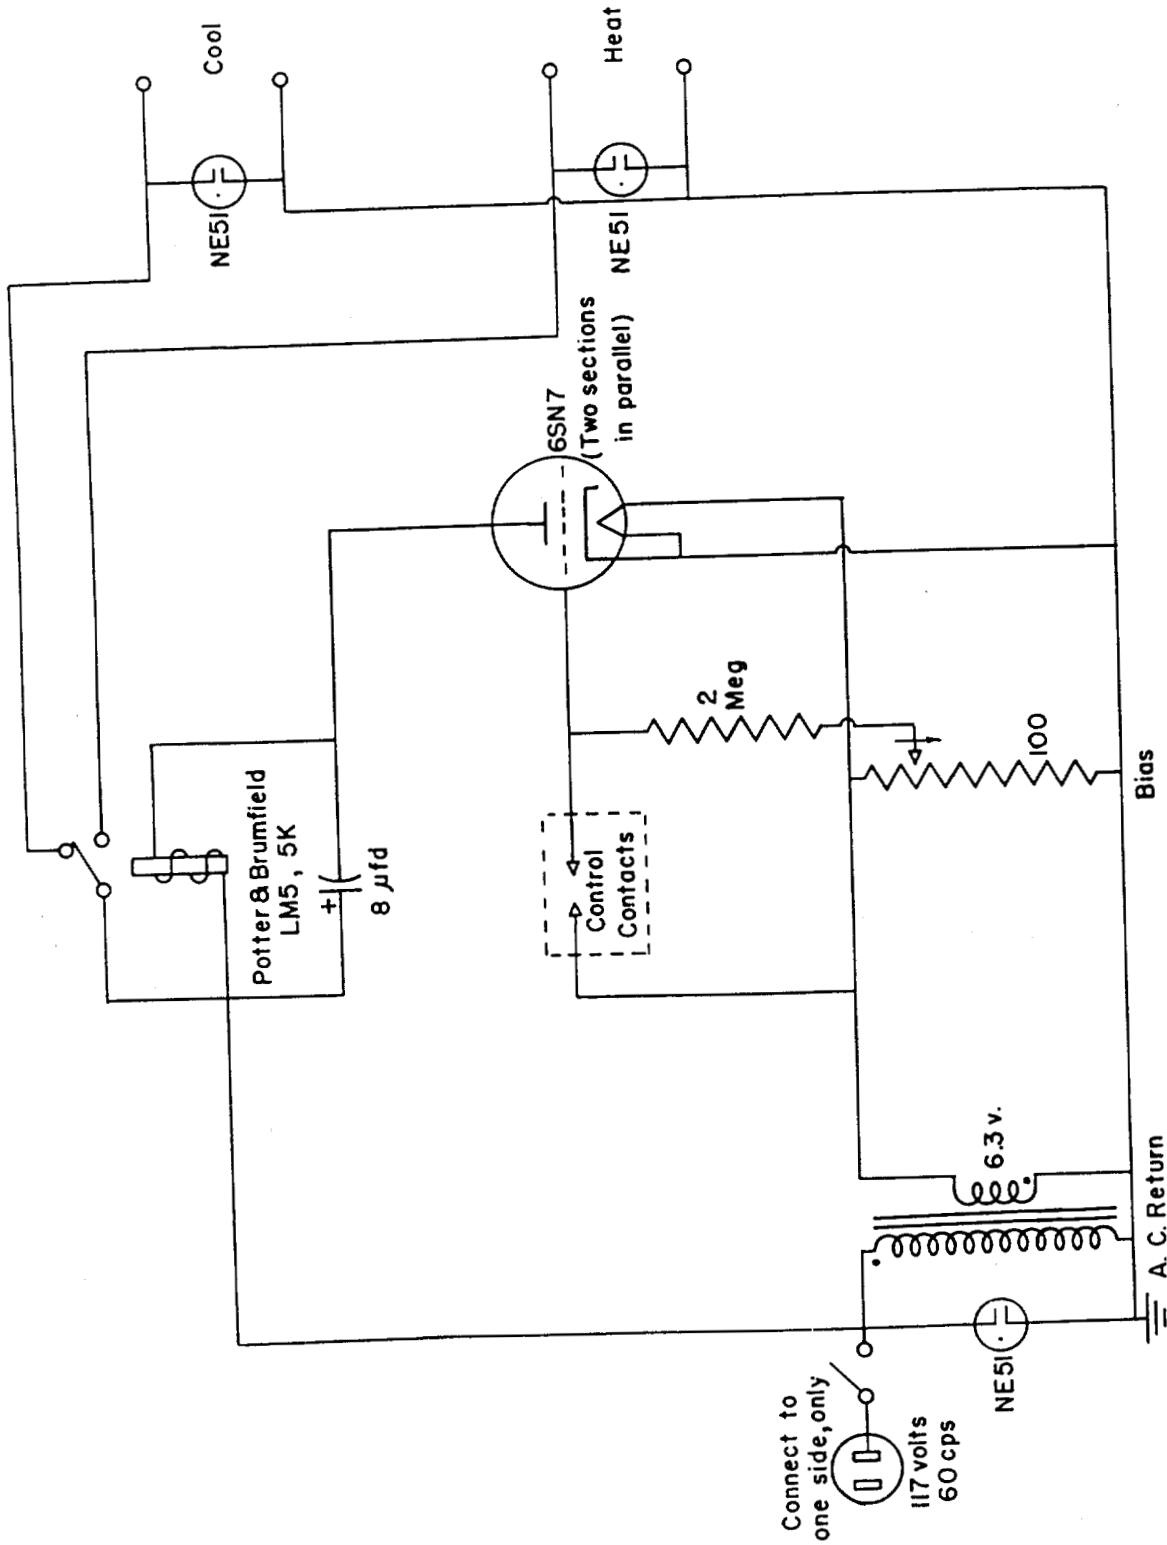 Cool
NE51
Heat
NE51
6SN7
(Two sections
in parallel)
Potter & Brumfield
LM5, 5K
+
8 µfd
2
Meg
100
Bias
Control
Contacts
6.3 v.
A. C. Return
NE51
Connect to
one side, only
117 volts
60 cps